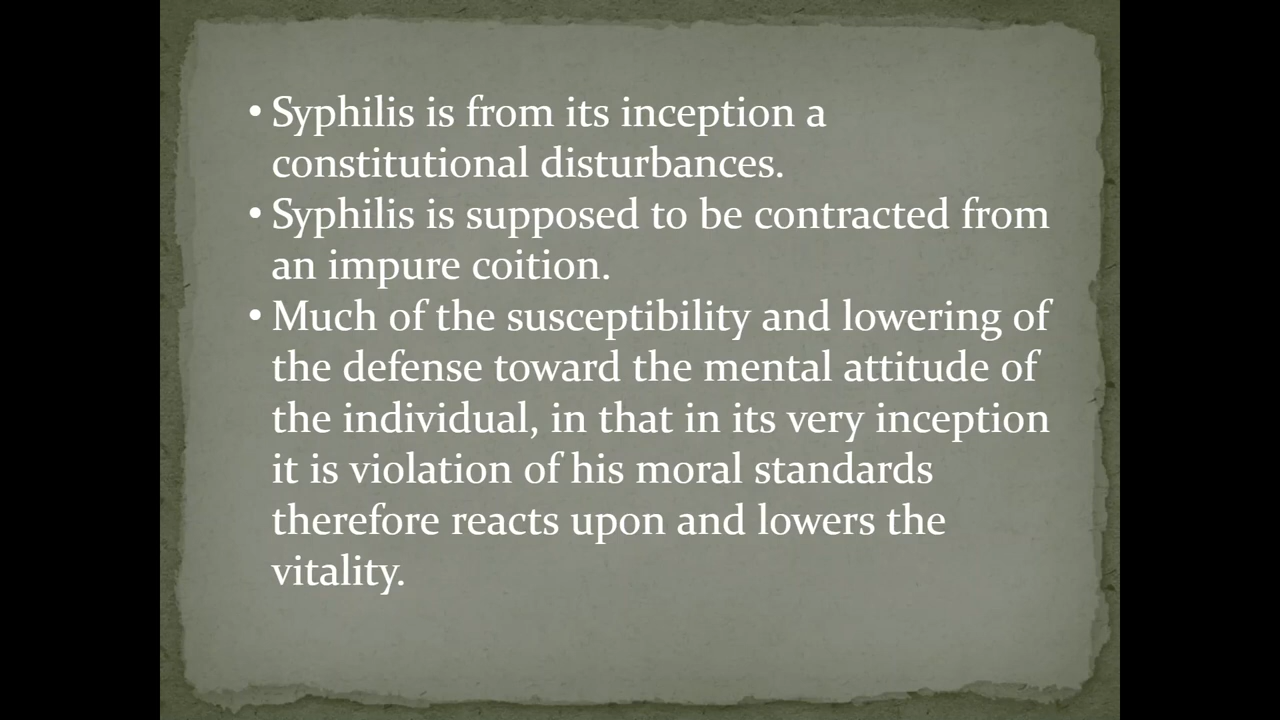 • Syphilis is from its inception a
constitutional disturbances.
• Syphilis is supposed to be contracted from
an impure coition.
• Much of the susceptibility and lowering of
the defense toward the mental attitude of
the individual, in that in its very inception
it is violation of his moral standards
therefore reacts upon and lowers the
vitality.